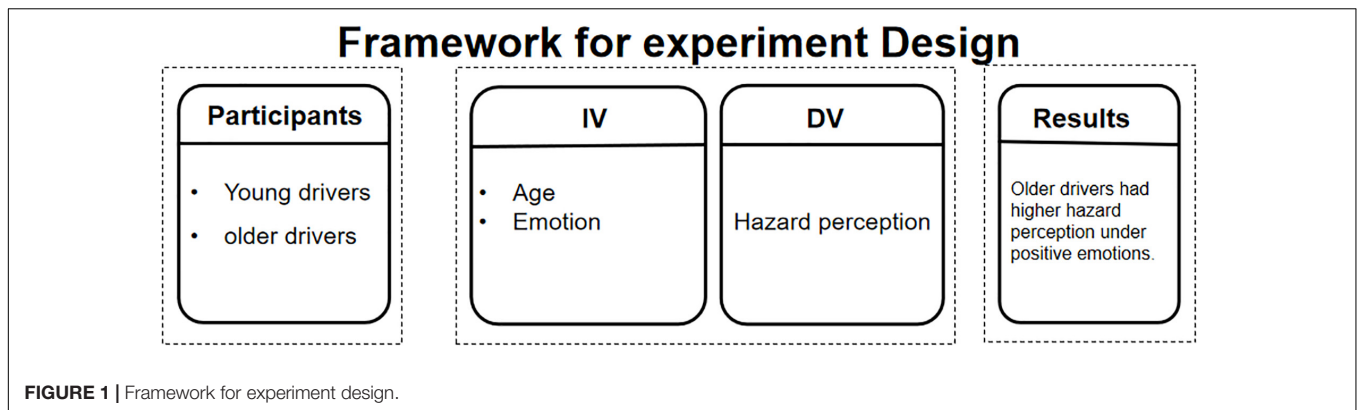 Framework for experiment Design
Participants
• Young drivers
• older drivers
IV
• Age
• Emotion
DV
Hazard perception
Results
Older drivers had
higher hazard
perception under
positive emotions.
FIGURE 1 | Framework for experiment design.